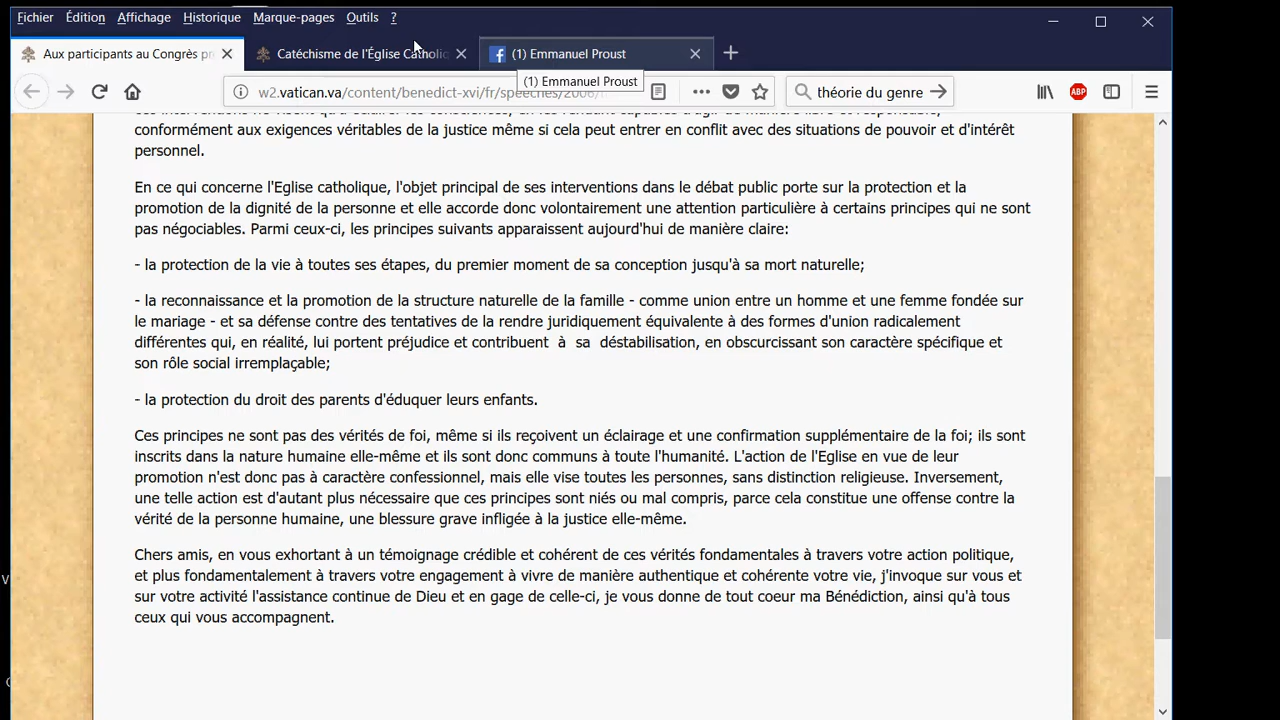 Fichier Édition Affichage Historique Marque-pages Outils ?
Aux participants au Congrès pr Catéchisme de l'Église Catholic (1) Emmanuel Proust
(1) Emmanuel Proust
w2.vatican.va/content/benedict-xvi/fr/speeches/2006/ théorie du genre ABP
conformément aux exigences véritables de la justice même si cela peut entrer en conflit avec des situations de pouvoir et d'intérêt
personnel.
En ce qui concerne l'Eglise catholique, l'objet principal de ses interventions dans le débat public porte sur la protection et la
promotion de la dignité de la personne et elle accorde donc volontairement une attention particulière à certains principes qui ne sont
pas négociables. Parmi ceux-ci, les principes suivants apparaissent aujourd'hui de manière claire:
- la protection de la vie à toutes ses étapes, du premier moment de sa conception jusqu'à sa mort naturelle;
- la reconnaissance et la promotion de la structure naturelle de la famille - comme union entre un homme et une femme fondée sur
le mariage - et sa défense contre des tentatives de la rendre juridiquement équivalente à des formes d'union radicalement
différentes qui, en réalité, lui portent préjudice et contribuent à sa déstabilisation, en obscurcissant son caractère spécifique et
son rôle social irremplaçable;
- la protection du droit des parents d'éduquer leurs enfants.
Ces principes ne sont pas des vérités de foi, même si ils reçoivent un éclairage et une confirmation supplémentaire de la foi; ils sont
inscrits dans la nature humaine elle-même et ils sont donc communs à toute l'humanité. L'action de l'Eglise en vue de leur
promotion n'est donc pas à caractère confessionnel, mais elle vise toutes les personnes, sans distinction religieuse. Inversement,
une telle action est d'autant plus nécessaire que ces principes sont niés ou mal compris, parce cela constitue une offense contre la
vérité de la personne humaine, une blessure grave infligée à la justice elle-même.
Chers amis, en vous exhortant à un témoignage crédible et cohérent de ces vérités fondamentales à travers votre action politique,
et plus fondamentalement à travers votre engagement à vivre de manière authentique et cohérente votre vie, j'invoque sur vous et
sur votre activité l'assistance continue de Dieu et en gage de celle-ci, je vous donne de tout coeur ma Bénédiction, ainsi qu'à tous
ceux qui vous accompagnent.